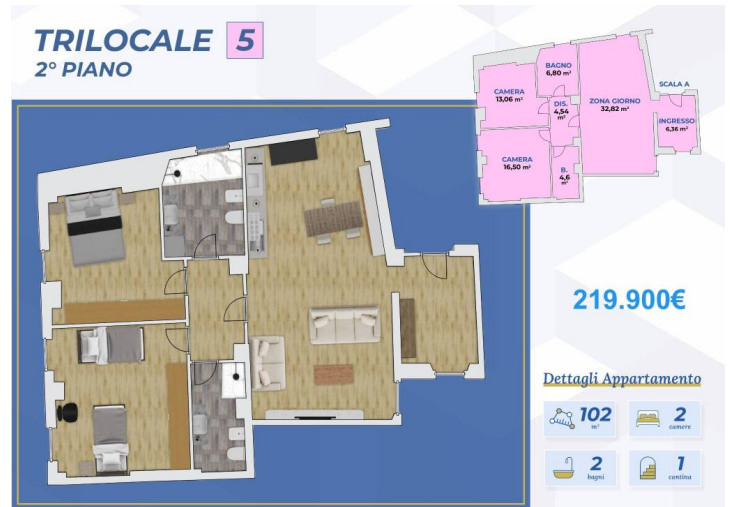 TRILOCALE 5
2° PIANO
BAGNO
6,80 m²
CAMERA
13,06 m²
DIS.
4,54
m²
ZONA GIORNO
32,82 m²
SCALA A
INGRESSO
6,36 m²
CAMERA
16,50 m²
B.
4,6
m²
219.900€
Dettagli Appartamento
102
m²
2
camere
2
bagni
1
cantina